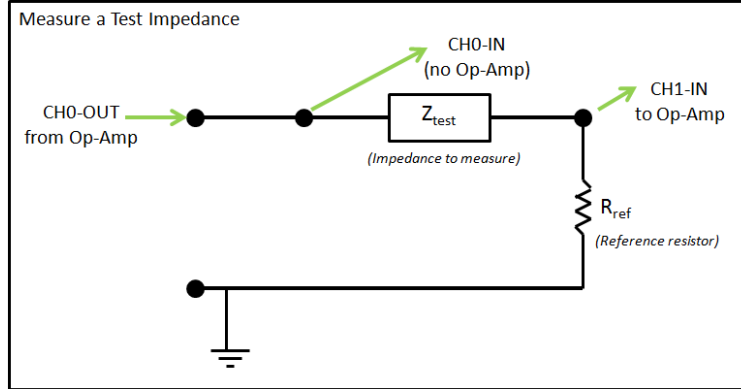 Measure a Test Impedance
CH0-IN
(no Op-Amp)
CH1-IN
to Op-Amp
CH0-OUT
from Op-Amp
Ztest
(Impedance to measure)
Rref
(Reference resistor)